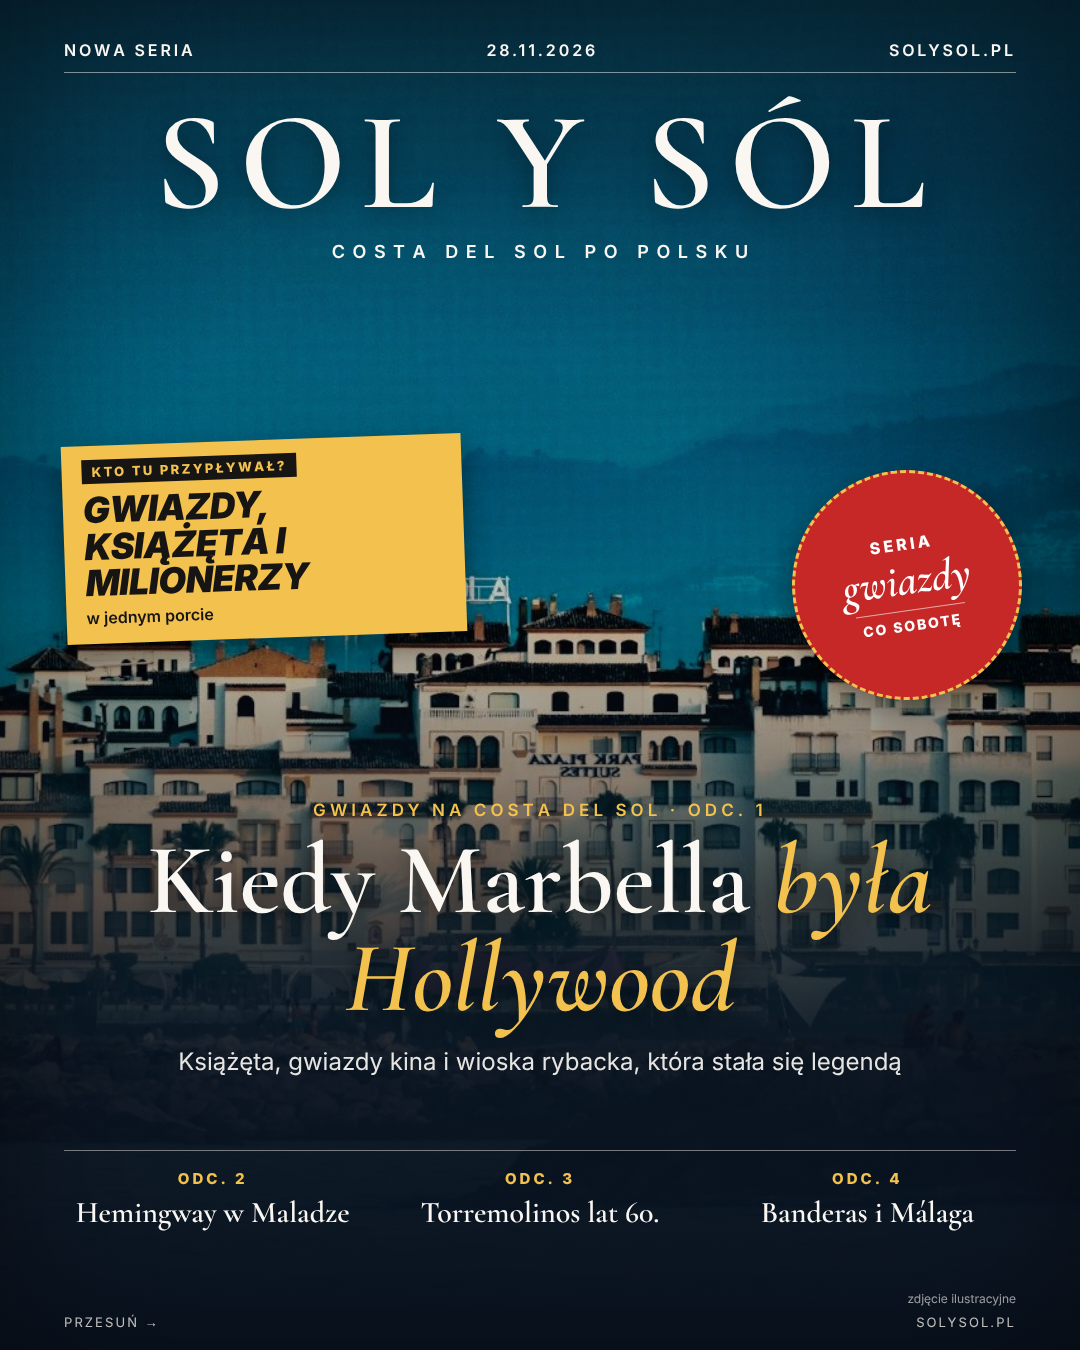 NOWA SERIA
28.11.2026
SOLYSOL.PL
SOL Y SÓL
COSTA DEL SOL PO POLSKU
KTO TU PRZYPŁYWAŁ?
GWIAZDY,
KSIĄŻĘTA I
MILIONERZY
w jednym porcie
SERIA
gwiazdy
CO SOBOTĘ
PARK PLAZA
SUITES
GWIAZDY NA COSTA DEL SOL · ODC. 1
Kiedy Marbella była
Hollywood
Książęta, gwiazdy kina i wioska rybacka, która stała się legendą
ODC. 2
Hemingway w Maladze
ODC. 3
Torremolinos lat 60.
ODC. 4
Banderas i Málaga
zdjęcie ilustracyjne
PRZESUŃ →
SOLYSOL.PL